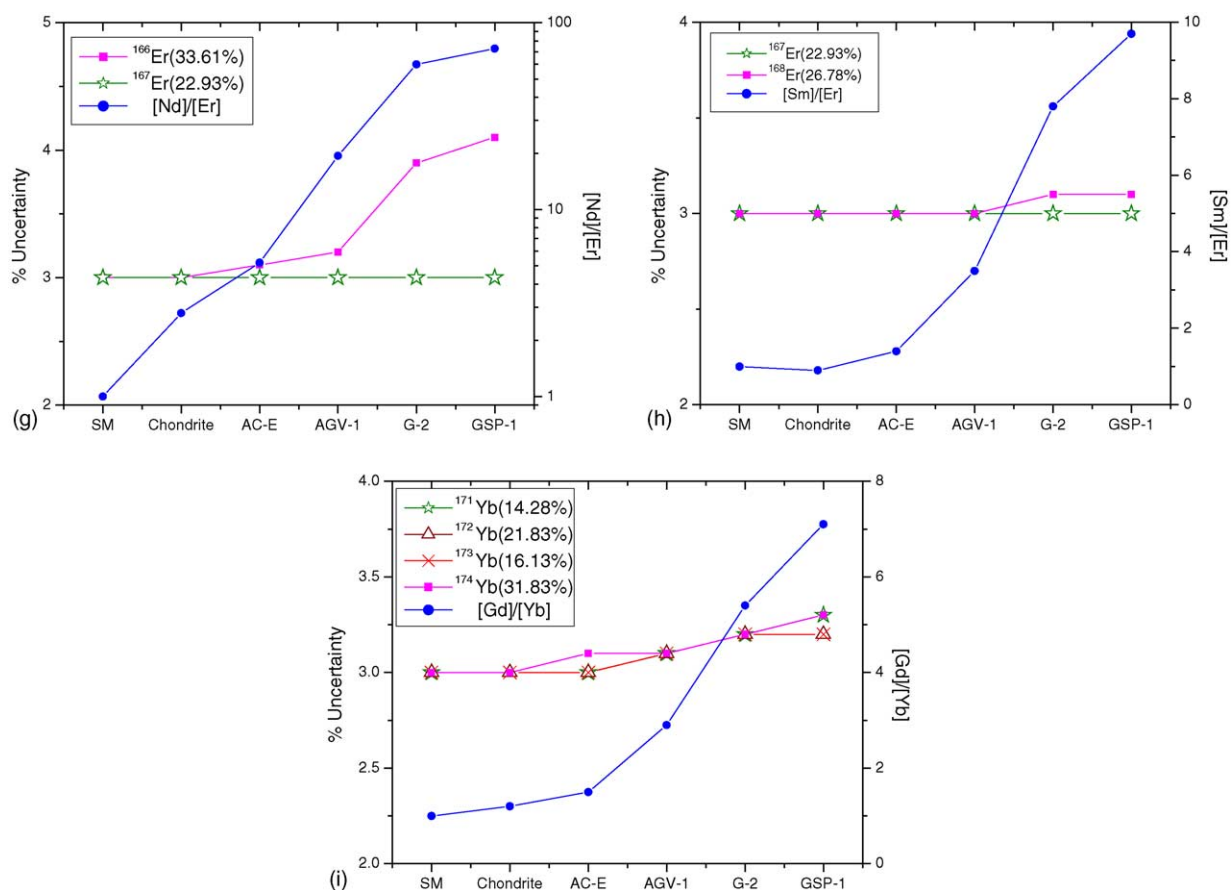 5
4
3
2
% Uncertainty
¹⁶⁶Er(33.61%)
¹⁶⁷Er(22.93%)
[Nd]/[Er]
100
10
1
[Nd]/[Er]
SM Chondrite AC-E AGV-1 G-2 GSP-1
(g)
4
3
2
% Uncertainty
¹⁶⁷Er(22.93%)
¹⁶⁸Er(26.78%)
[Sm]/[Er]
10
8
6
4
2
0
[Sm]/[Er]
SM Chondrite AC-E AGV-1 G-2 GSP-1
(h)
4.0
3.5
3.0
2.5
2.0
% Uncertainty
¹⁷¹Yb(14.28%)
¹⁷²Yb(21.83%)
¹⁷³Yb(16.13%)
¹⁷⁴Yb(31.83%)
[Gd]/[Yb]
8
6
4
2
0
[Gd]/[Yb]
SM Chondrite AC-E AGV-1 G-2 GSP-1
(i)